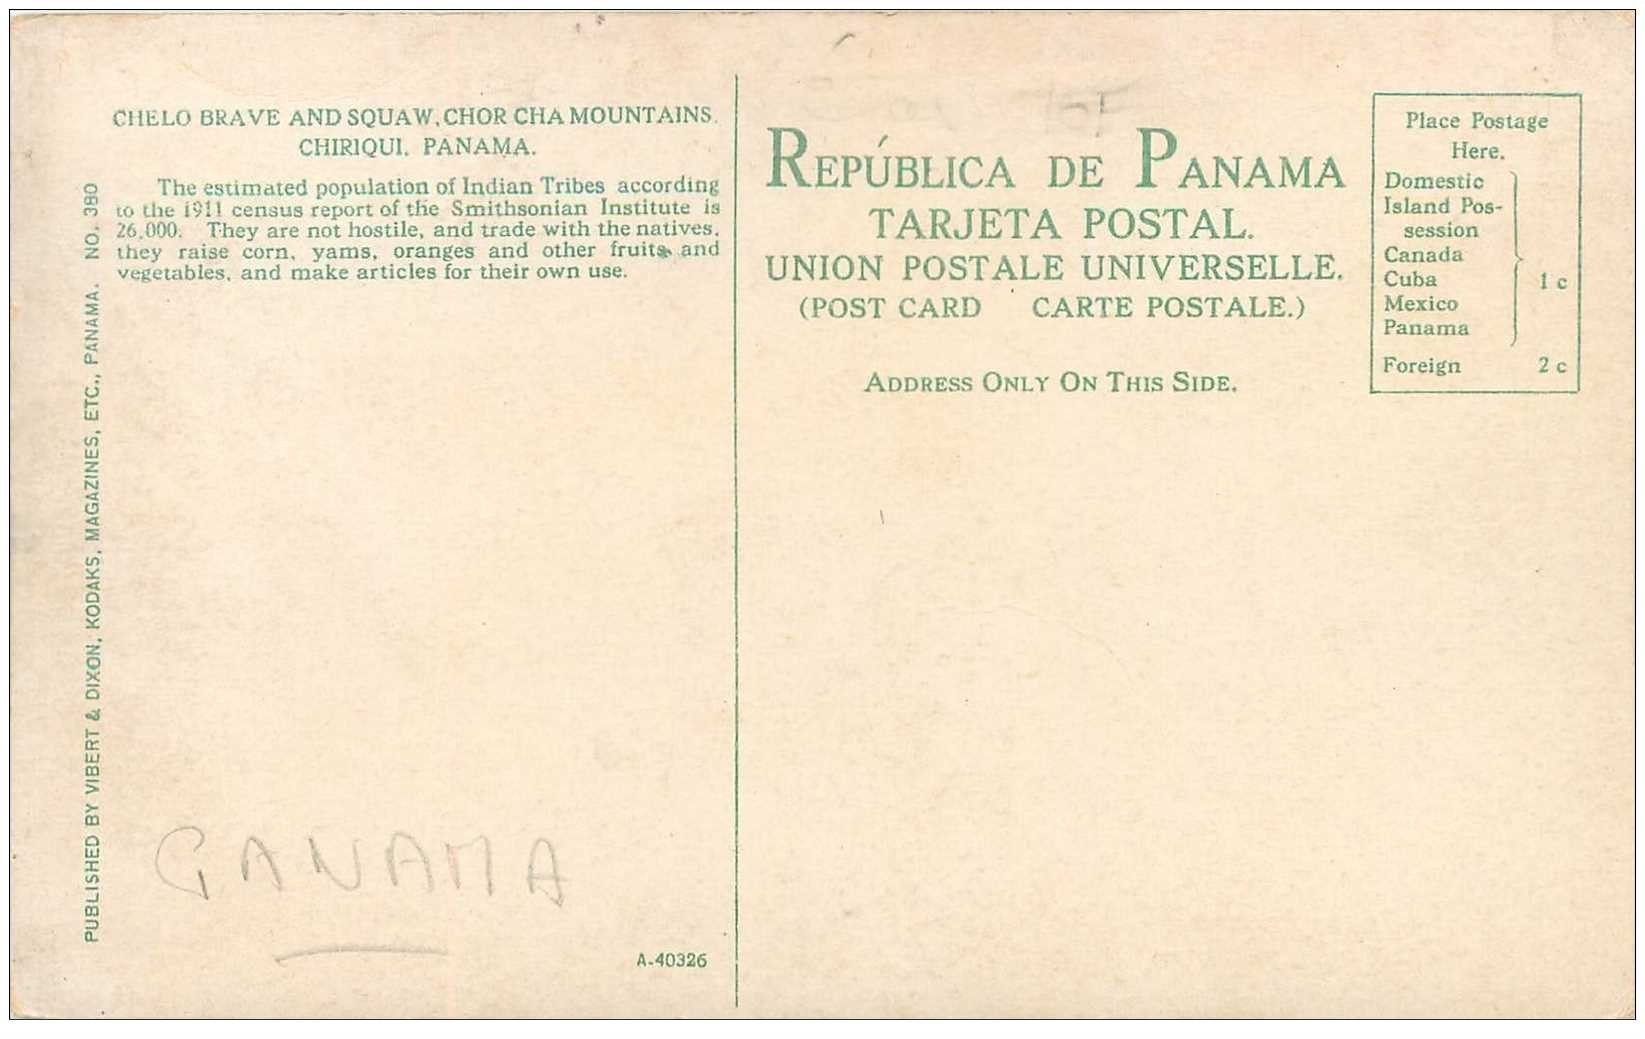 CHELO BRAVE AND SQUAW, CHOR CHA MOUNTAINS.
CHIRIQUI. PANAMA.
The estimated population of Indian Tribes according
to the 1911 census report of the Smithsonian Institute is
26,000. They are not hostile, and trade with the natives.
they raise corn, yams, oranges and other fruits and
vegetables, and make articles for their own use.
PUBLISHED BY VIBERT & DIXON, KODAKS, MAGAZINES, ETC., PANAMA. NO. 380
PANAMA
A-40326
REPÚBLICA DE PANAMA
TARJETA POSTAL.
UNION POSTALE UNIVERSELLE.
(POST CARD CARTE POSTALE.)
ADDRESS ONLY ON THIS SIDE.
Place Postage
Here.
Domestic
Island Pos-
session
Canada
Cuba 1 c
Mexico
Panama
Foreign 2 c